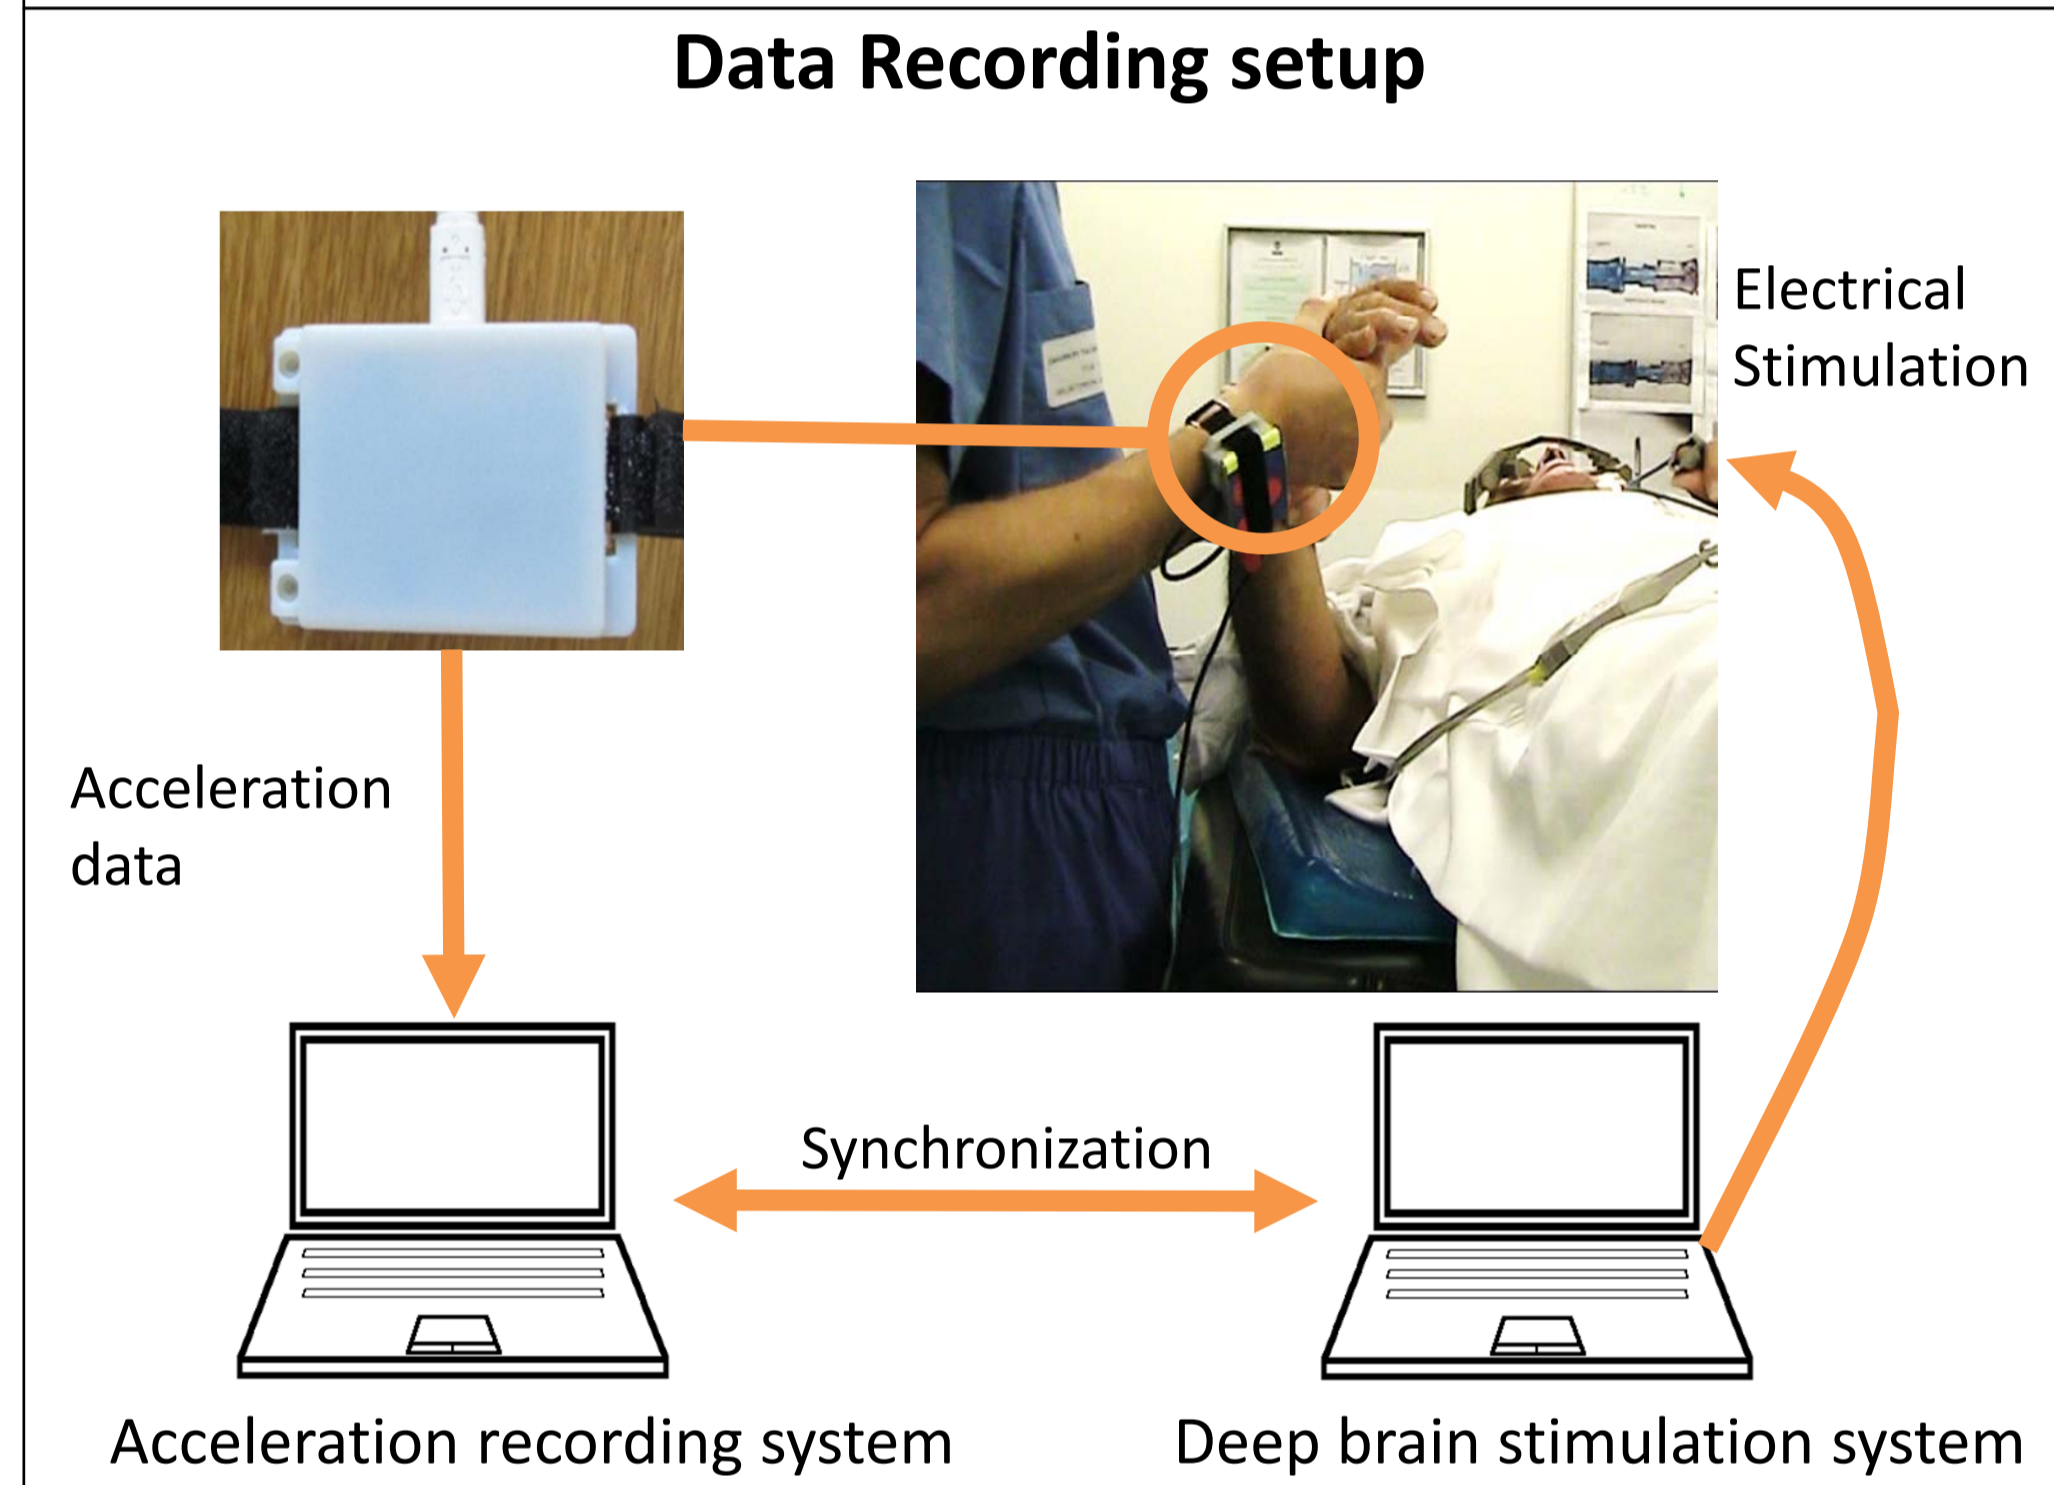 Data Recording setup
Electrical
Stimulation
Acceleration
data
Synchronization
Acceleration recording system
Deep brain stimulation system